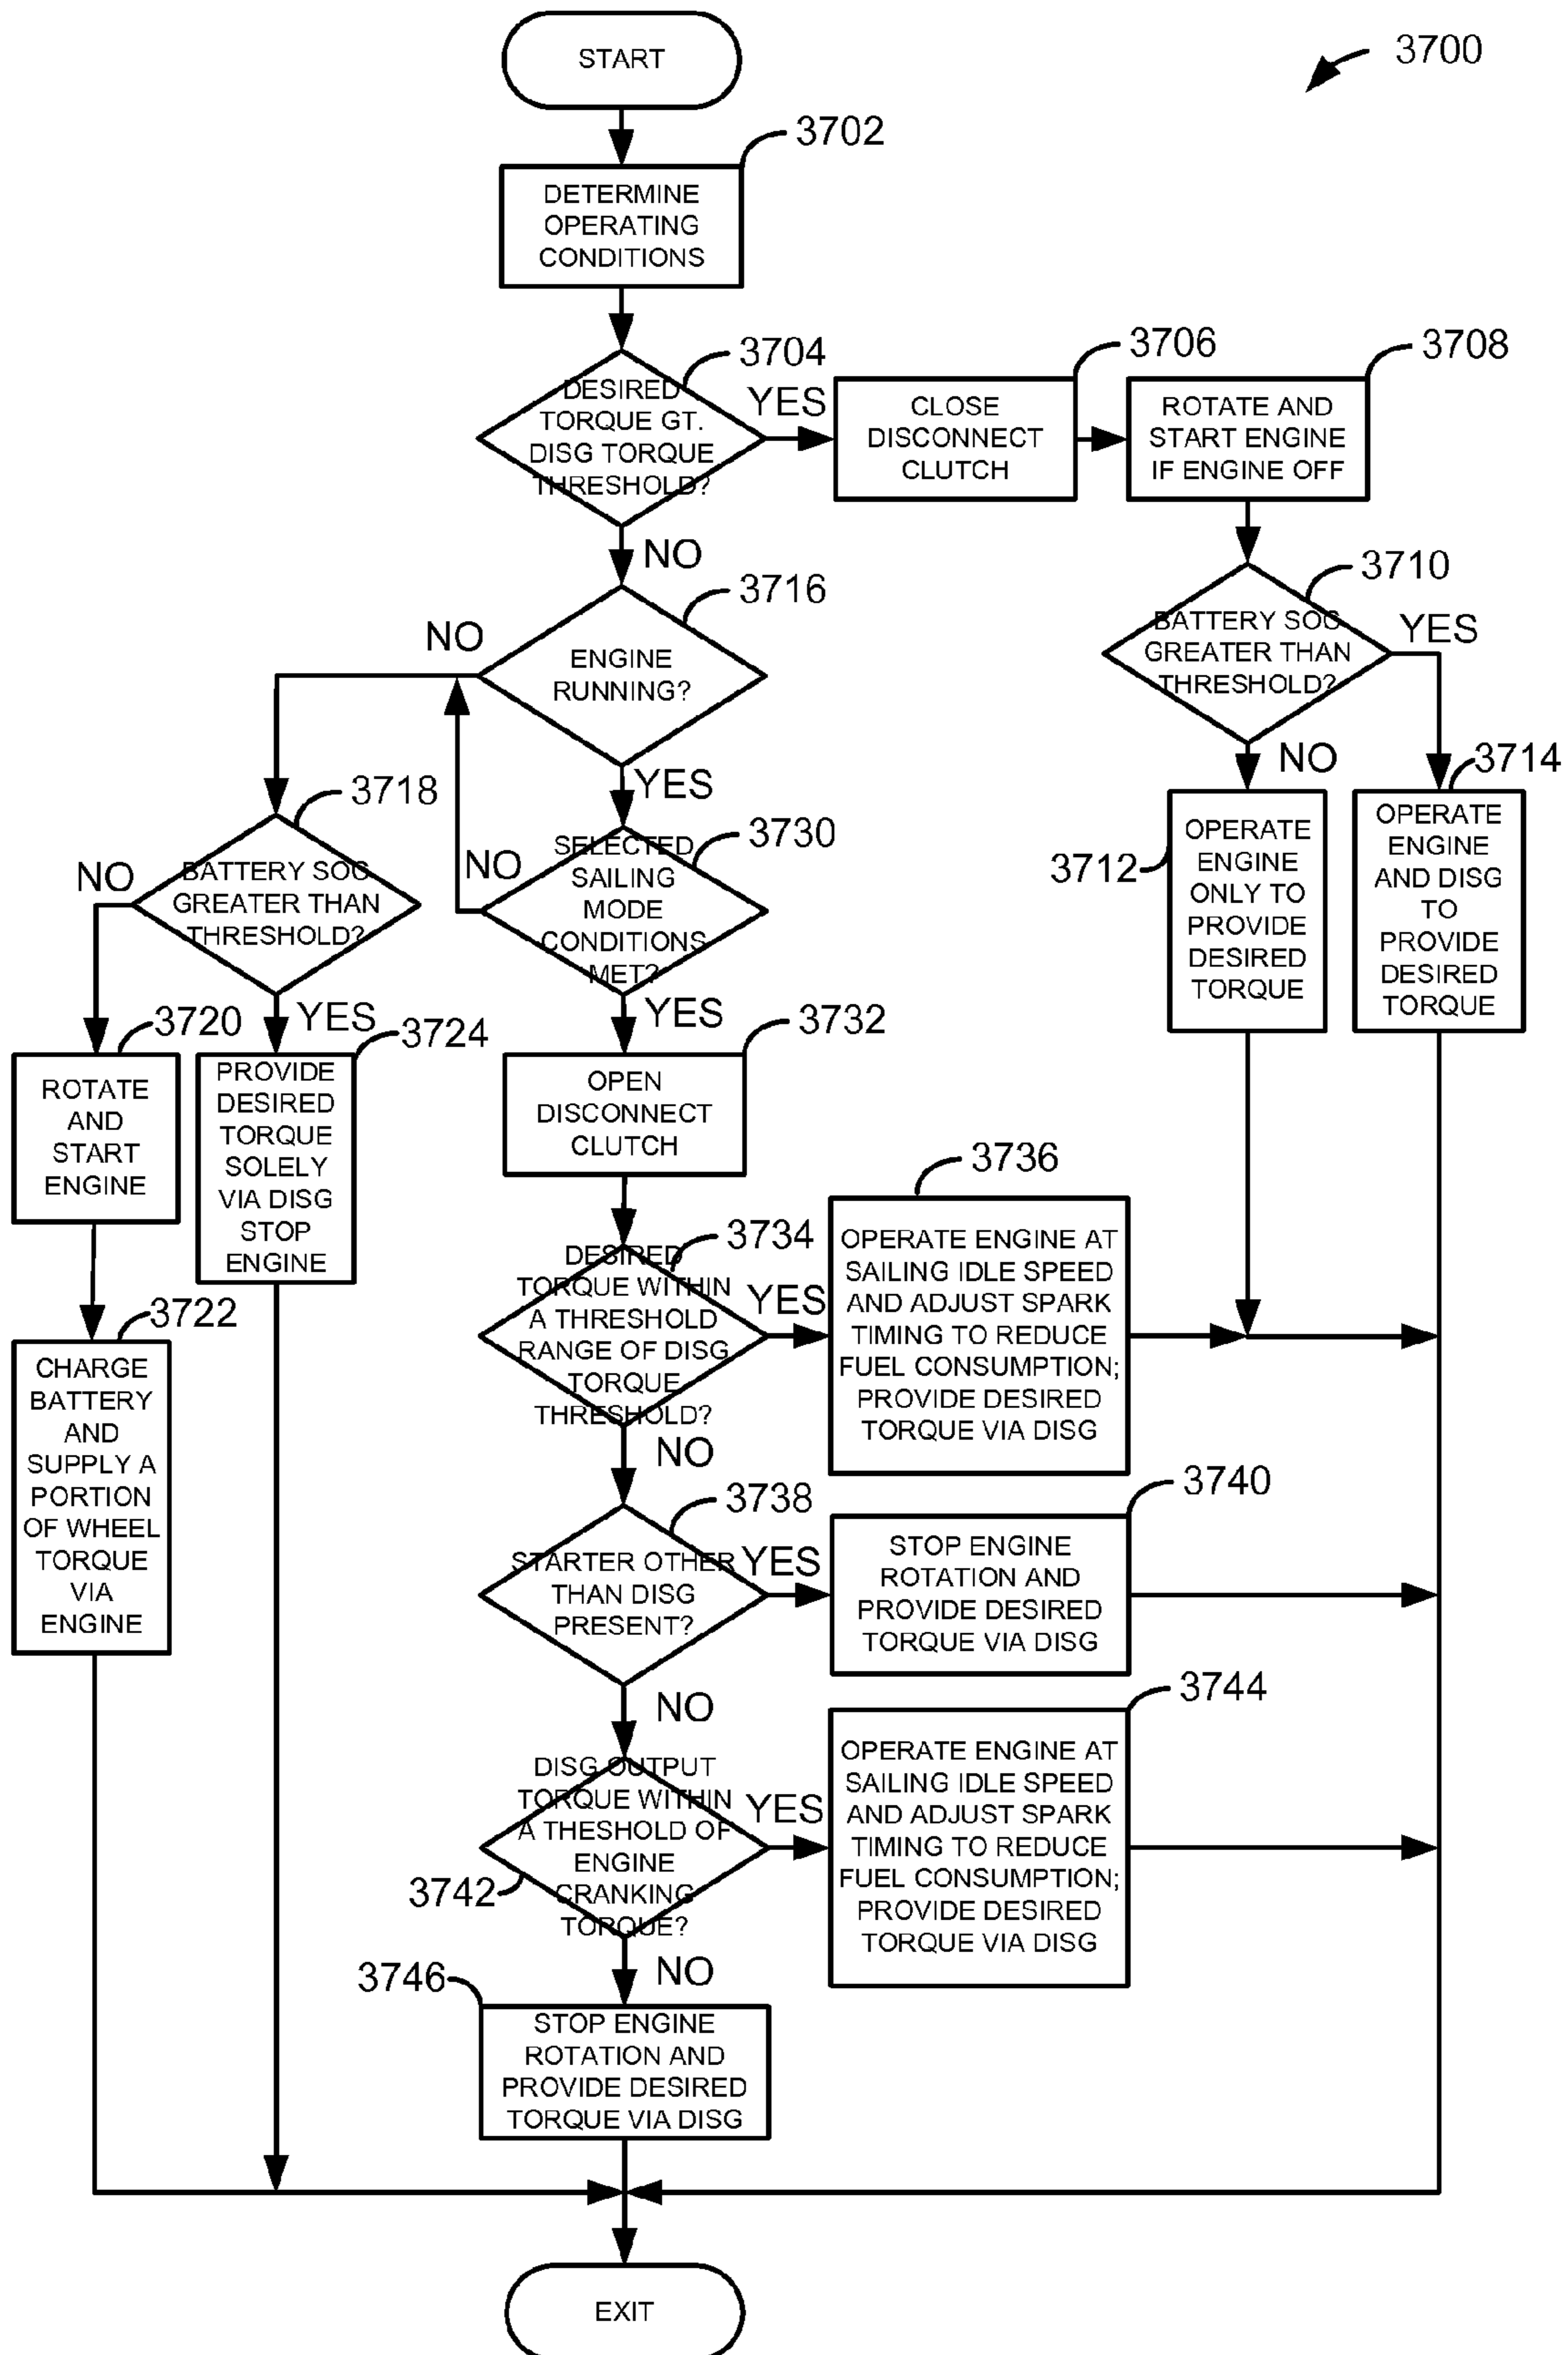 START
3700
3702
DETERMINE
OPERATING
CONDITIONS
3704
DESIRED
TORQUE GT.
DISG TORQUE
THRESHOLD?
YES
3706
CLOSE
DISCONNECT
CLUTCH
3708
ROTATE AND
START ENGINE
IF ENGINE OFF
NO
3710
BATTERY SOC
GREATER THAN
THRESHOLD?
YES
NO
3716
ENGINE
RUNNING?
NO
YES
3712
OPERATE
ENGINE
ONLY TO
PROVIDE
DESIRED
TORQUE
3714
OPERATE
ENGINE
AND DISG
TO
PROVIDE
DESIRED
TORQUE
3718
BATTERY SOC
GREATER THAN
THRESHOLD?
NO
YES
3730
SELECTED
SAILING
MODE
CONDITIONS
MET?
NO
YES
3720
ROTATE
AND
START
ENGINE
3724
PROVIDE
DESIRED
TORQUE
SOLELY
VIA DISG
STOP
ENGINE
3732
OPEN
DISCONNECT
CLUTCH
3722
CHARGE
BATTERY
AND
SUPPLY A
PORTION
OF WHEEL
TORQUE
VIA
ENGINE
3734
DESIRED
TORQUE WITHIN
A THRESHOLD
RANGE OF DISG
TORQUE
THRESHOLD?
YES
3736
OPERATE ENGINE AT
SAILING IDLE SPEED
AND ADJUST SPARK
TIMING TO REDUCE
FUEL CONSUMPTION;
PROVIDE DESIRED
TORQUE VIA DISG
NO
3738
STARTER OTHER
THAN DISG
PRESENT?
YES
3740
STOP ENGINE
ROTATION AND
PROVIDE DESIRED
TORQUE VIA DISG
NO
3742
DISG OUTPUT
TORQUE WITHIN
A THESHOLD OF
ENGINE
CRANKING
TORQUE?
YES
3744
OPERATE ENGINE AT
SAILING IDLE SPEED
AND ADJUST SPARK
TIMING TO REDUCE
FUEL CONSUMPTION;
PROVIDE DESIRED
TORQUE VIA DISG
NO
3746
STOP ENGINE
ROTATION AND
PROVIDE DESIRED
TORQUE VIA DISG
EXIT